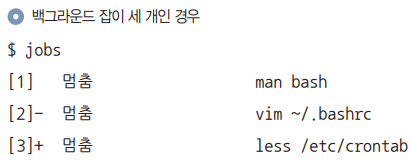 백그라운드 잡이 세 개인 경우
$ jobs
[1]   멈춤                    man bash
[2]-  멈춤                    vim ~/.bashrc
[3]+  멈춤                    less /etc/crontab